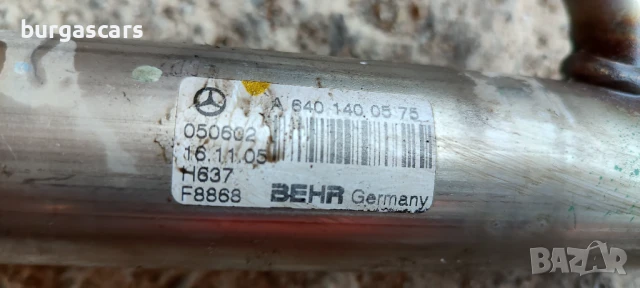 burgascars
A 640 140 05 75
050602
16.11.05
H637
F8868 BEHR Germany
BAZAR